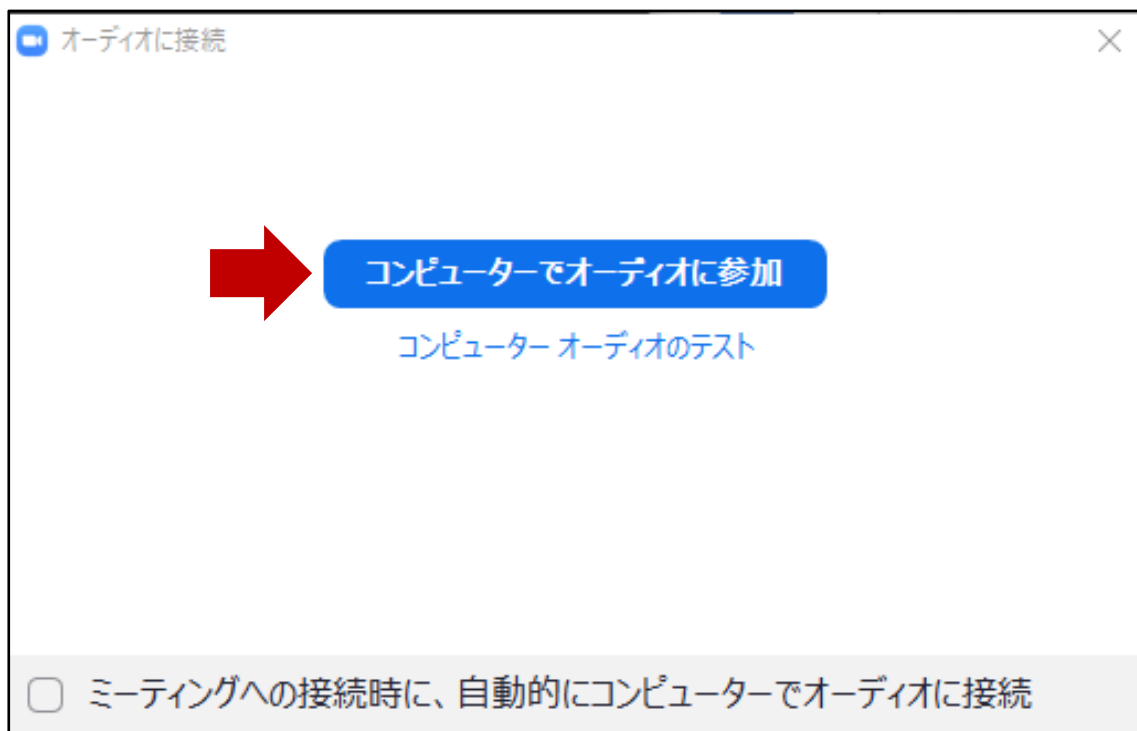 オーディオに接続
コンピューターでオーディオに参加
コンピューター オーディオのテスト
ミーティングへの接続時に、自動的にコンピューターでオーディオに接続